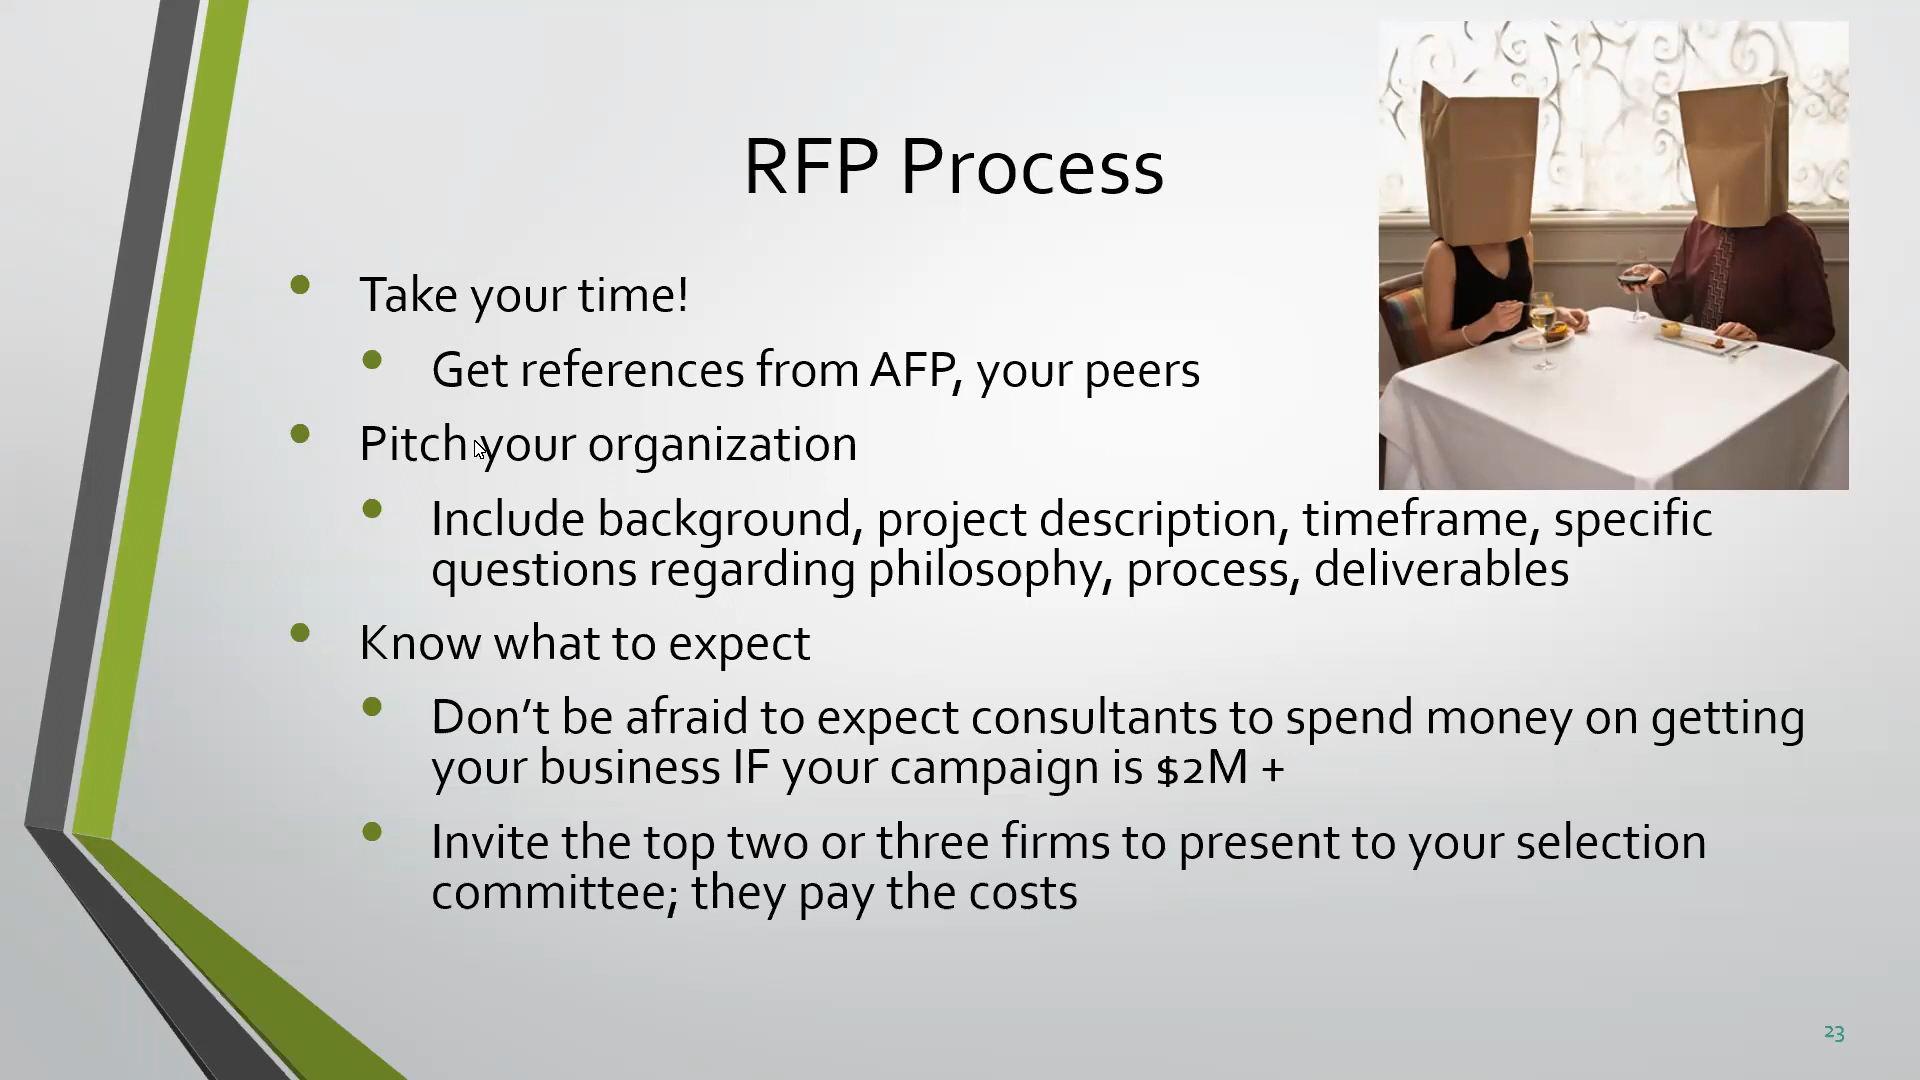 RFP Process
Take your time!
Get references from AFP, your peers
Pitch your organization
Include background, project description, timeframe, specific
questions regarding philosophy, process, deliverables
Know what to expect
Don’t be afraid to expect consultants to spend money on getting
your business IF your campaign is $2M +
Invite the top two or three firms to present to your selection
committee; they pay the costs
23